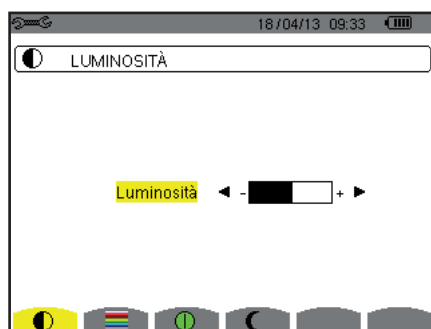 18/04/13 09:33
LUMINOSITÀ
Luminosità ◄ - + ►